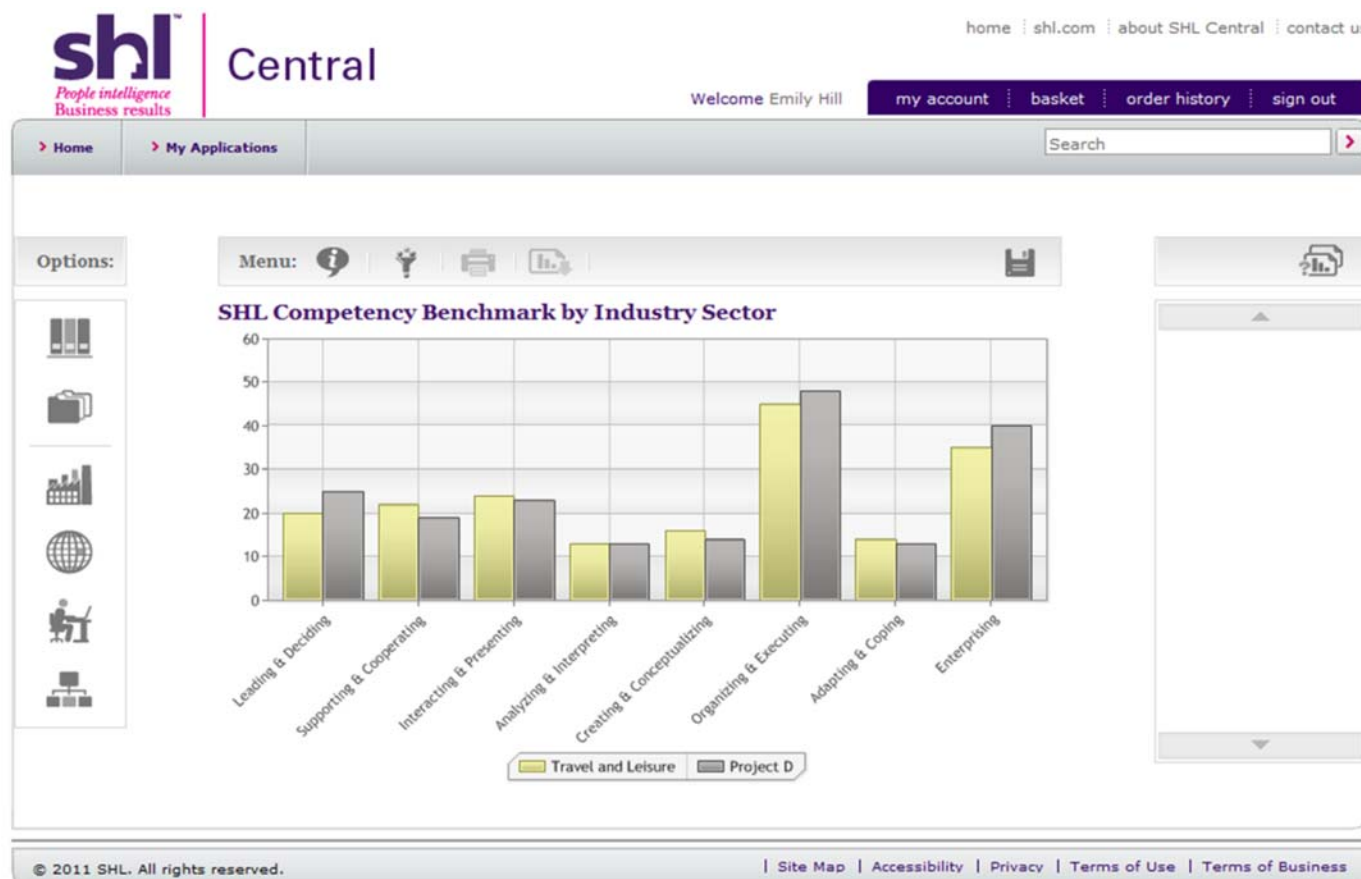 shl™
People intelligence
Business results
Central
home
shl.com
about SHL Central
contact us
Welcome Emily Hill
my account
basket
order history
sign out
Home
My Applications
Search
Options:
Menu:
SHL Competency Benchmark by Industry Sector
60
50
40
30
20
10
0
Leading & Deciding
Supporting & Cooperating
Interacting & Presenting
Analyzing & Interpreting
Creating & Conceptualizing
Organizing & Executing
Adapting & Coping
Enterprising
Travel and Leisure
Project D
© 2011 SHL. All rights reserved.
| Site Map | Accessibility | Privacy | Terms of Use | Terms of Business